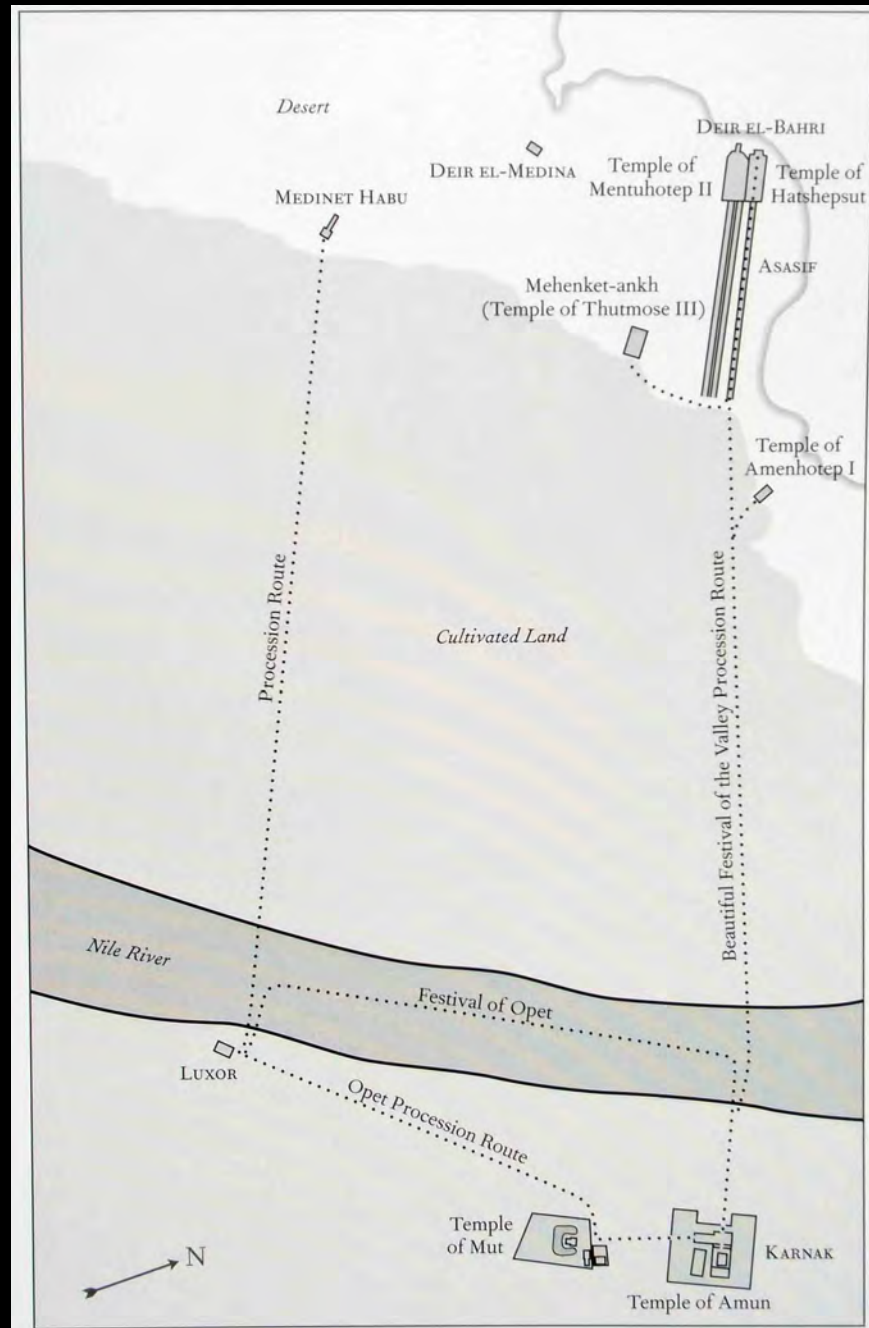 Desert
DEIR EL-BAHRI
DEIR EL-MEDINA
Temple of
Mentuhotep II
Temple of
Hatshepsut
MEDINET HABU
ASASIF
Mehenket-ankh
(Temple of Thutmose III)
Temple of
Amenhotep I
Procession Route
Cultivated Land
Beautiful Festival of the Valley Procession Route
Nile River
Festival of Opet
LUXOR
Opet Procession Route
Temple
of Mut
KARNAK
Temple of Amun
N